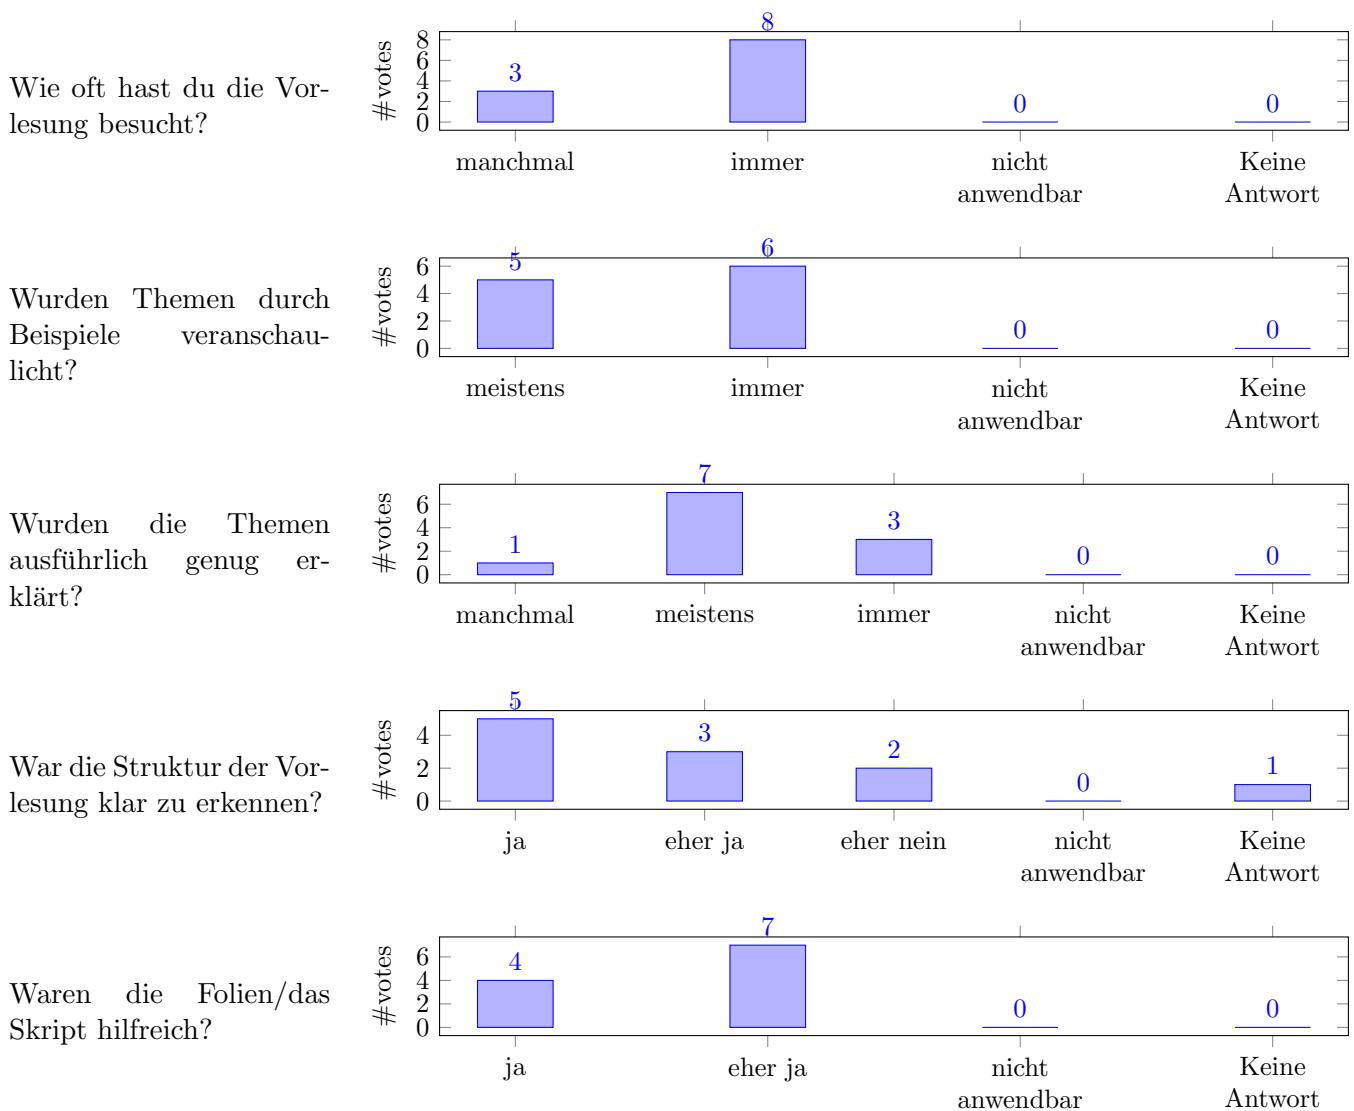 Wie oft hast du die Vor-
lesung besucht?
#votes
8
6
4
2
0
3
8
0
0
manchmal
immer
nicht
anwendbar
Keine
Antwort
Wurden Themen durch
Beispiele veranschau-
licht?
#votes
6
4
2
0
5
6
0
0
meistens
immer
nicht
anwendbar
Keine
Antwort
Wurden die Themen
ausführlich genug er-
klärt?
#votes
6
4
2
0
1
7
3
0
0
manchmal
meistens
immer
nicht
anwendbar
Keine
Antwort
War die Struktur der Vor-
lesung klar zu erkennen?
#votes
4
2
0
5
3
2
0
1
ja
eher ja
eher nein
nicht
anwendbar
Keine
Antwort
Waren die Folien/das
Skript hilfreich?
#votes
6
4
2
0
4
7
0
0
ja
eher ja
nicht
anwendbar
Keine
Antwort